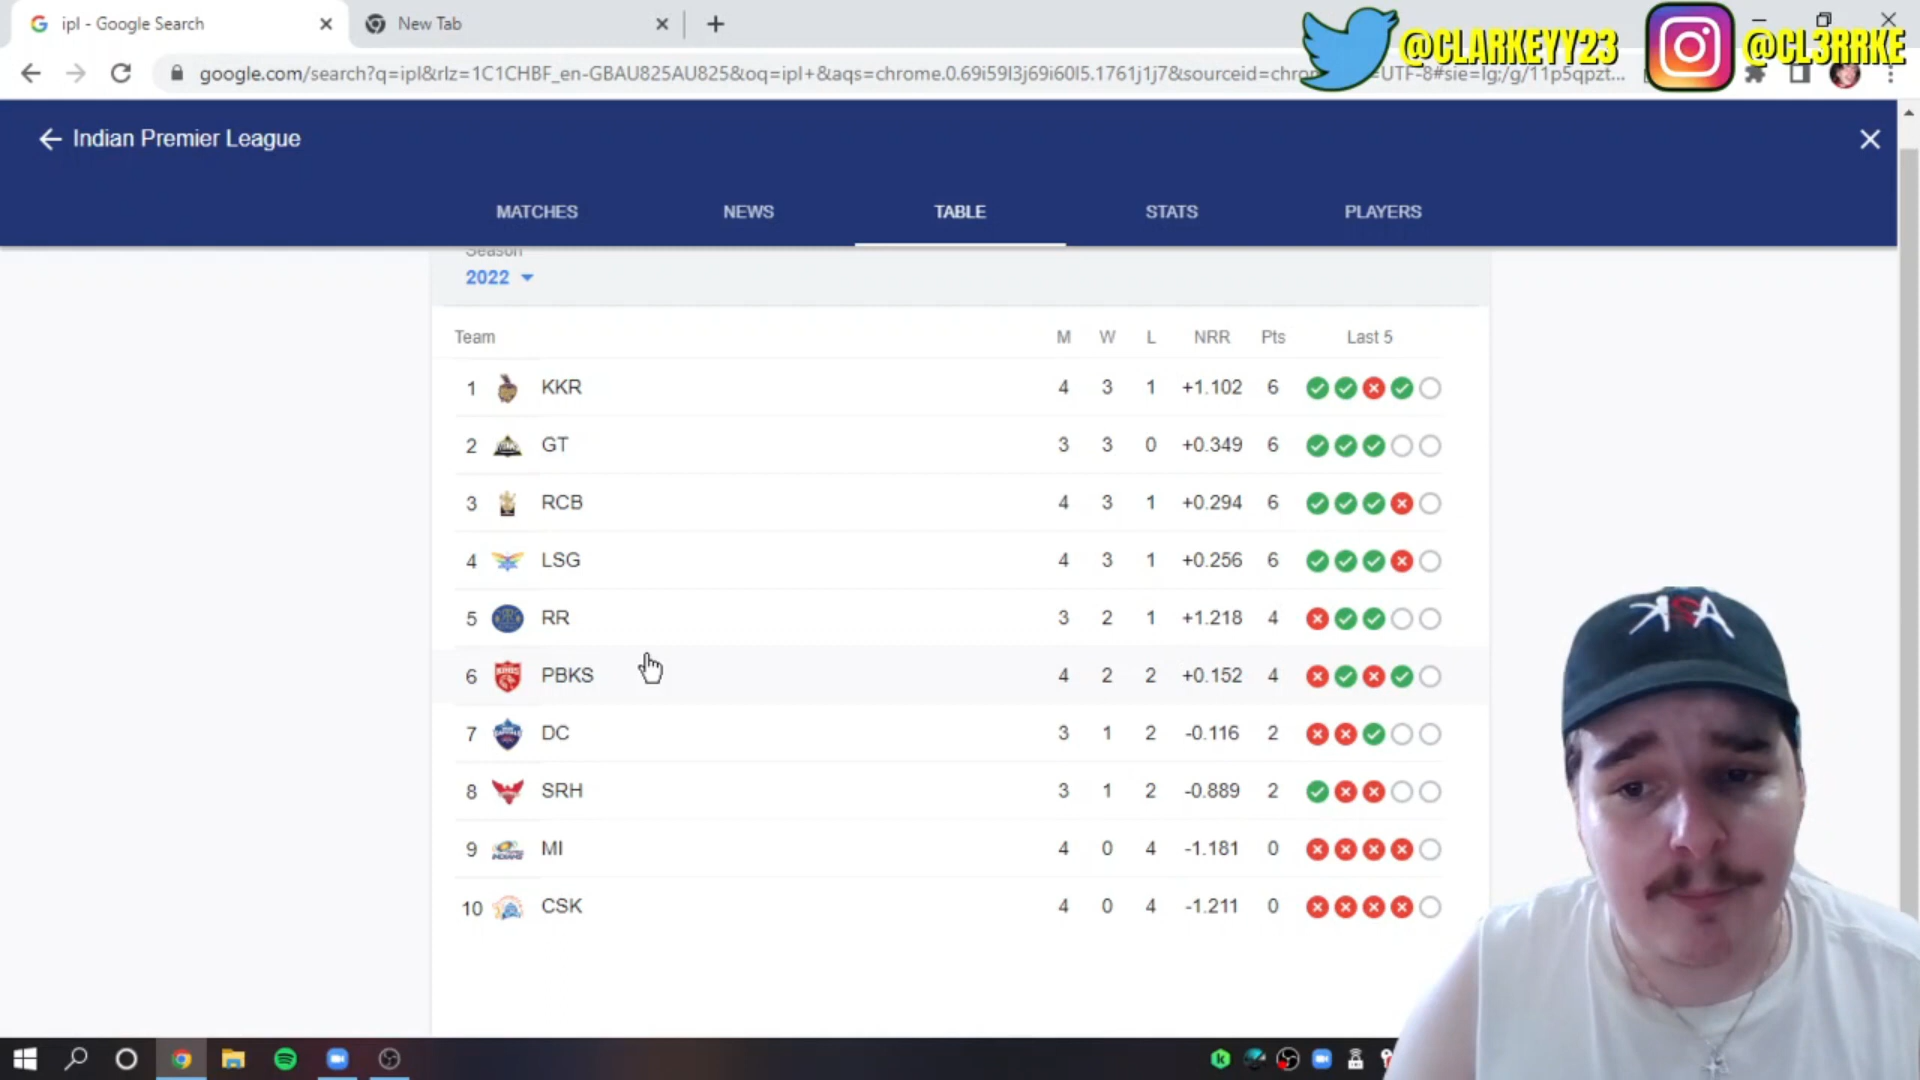 ipl - Google Search
New Tab
@CLARKEYY23
@CL3RRKE
google.com/search?q=ipl&rlz=1C1CHBF_en-GBAU825AU825&oq=ipl+&aqs=chrome.0.69i59l3j69i60l5.1761j1j7&sourceid=chro UTF-8#sie=lg;/g/11p5qpzt...
Indian Premier League
MATCHES NEWS TABLE STATS PLAYERS
Season
2022
Team M W L NRR Pts Last 5
1 KKR 4 3 1 +1.102 6
2 GT 3 3 0 +0.349 6
3 RCB 4 3 1 +0.294 6
4 LSG 4 3 1 +0.256 6
5 RR 3 2 1 +1.218 4
6 PBKS 4 2 2 +0.152 4
7 DC 3 1 2 -0.116 2
8 SRH 3 1 2 -0.889 2
9 MI 4 0 4 -1.181 0
10 CSK 4 0 4 -1.211 0